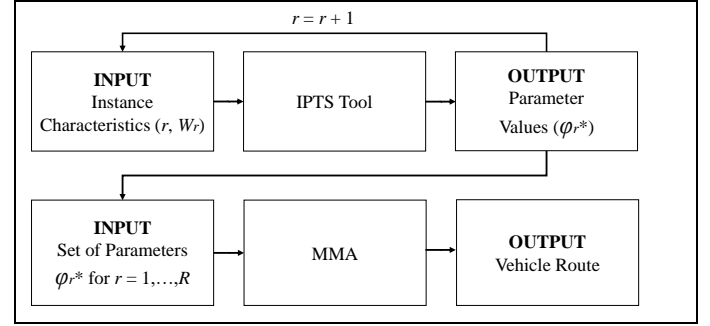 r = r + 1
INPUT
Instance
Characteristics (r, Wr)
IPTS Tool
OUTPUT
Parameter
Values (φr*)
INPUT
Set of Parameters
φr* for r = 1,…,R
MMA
OUTPUT
Vehicle Route